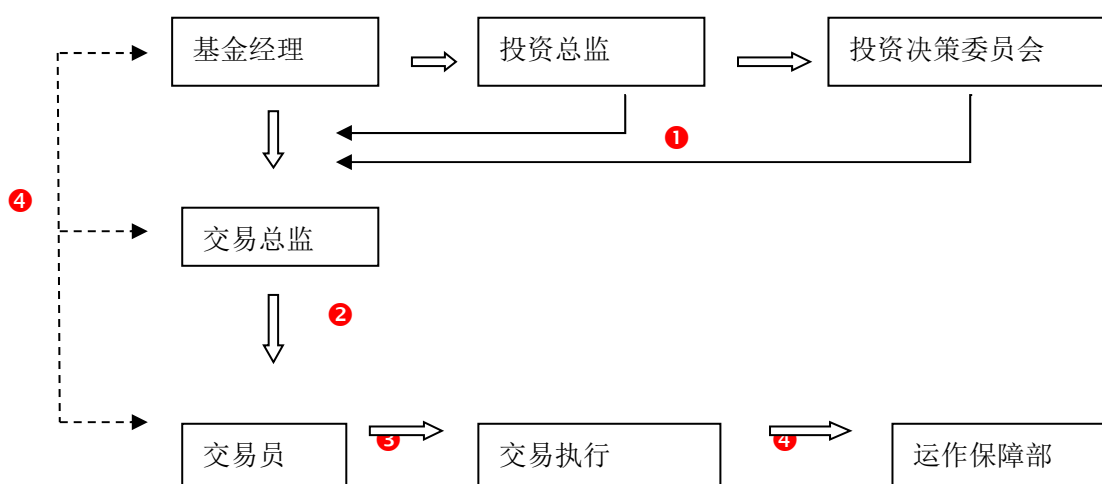 基金经理
投资总监
投资决策委员会
❶
❹
交易总监
❷
交易员
❸
交易执行
❹
运作保障部